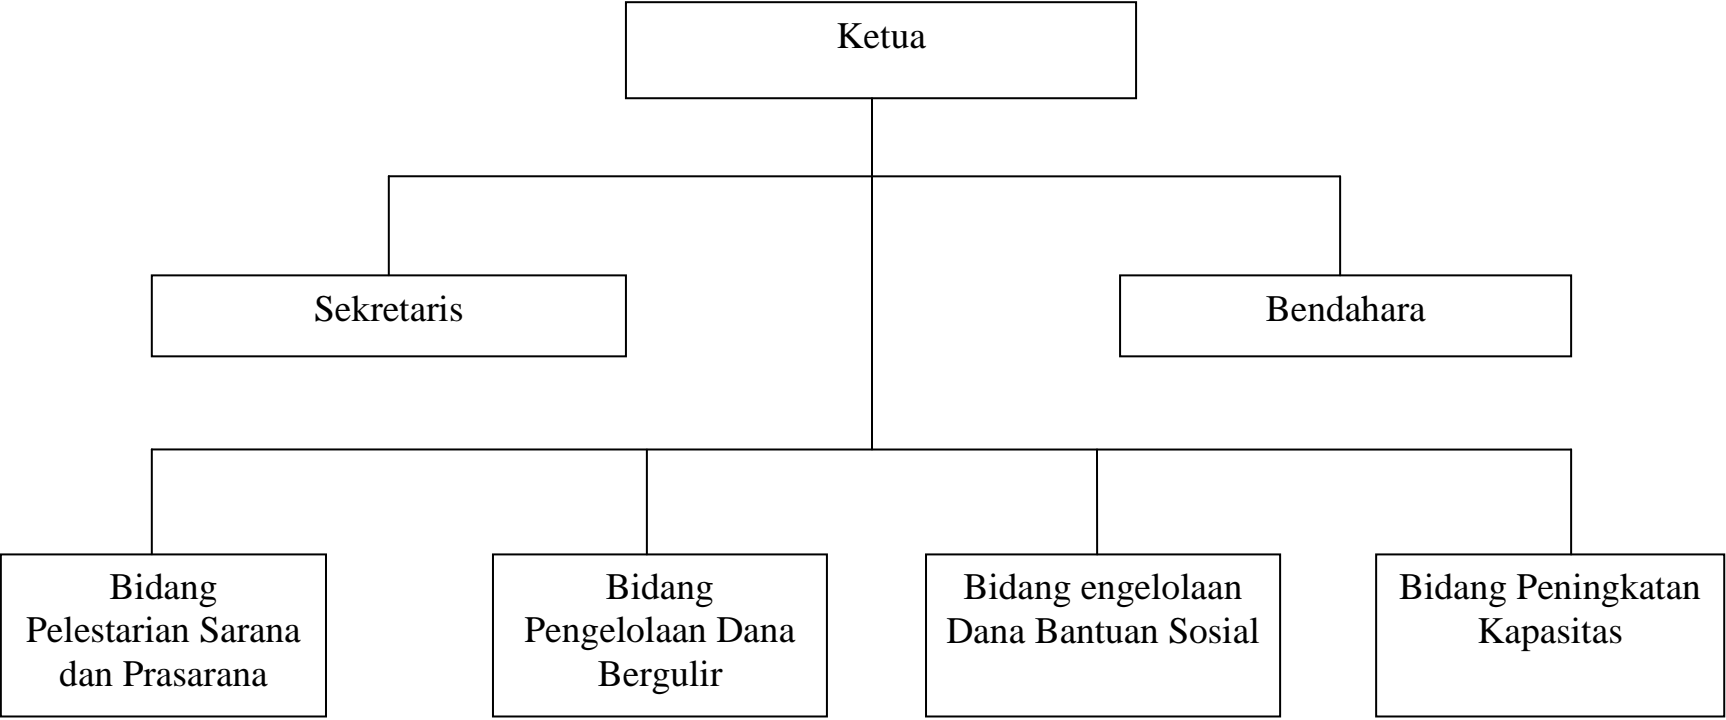 Ketua
Sekretaris
Bendahara
Bidang
Pelestarian Sarana
dan Prasarana
Bidang
Pengelolaan Dana
Bergulir
Bidang engelolaan
Dana Bantuan Sosial
Bidang Peningkatan
Kapasitas